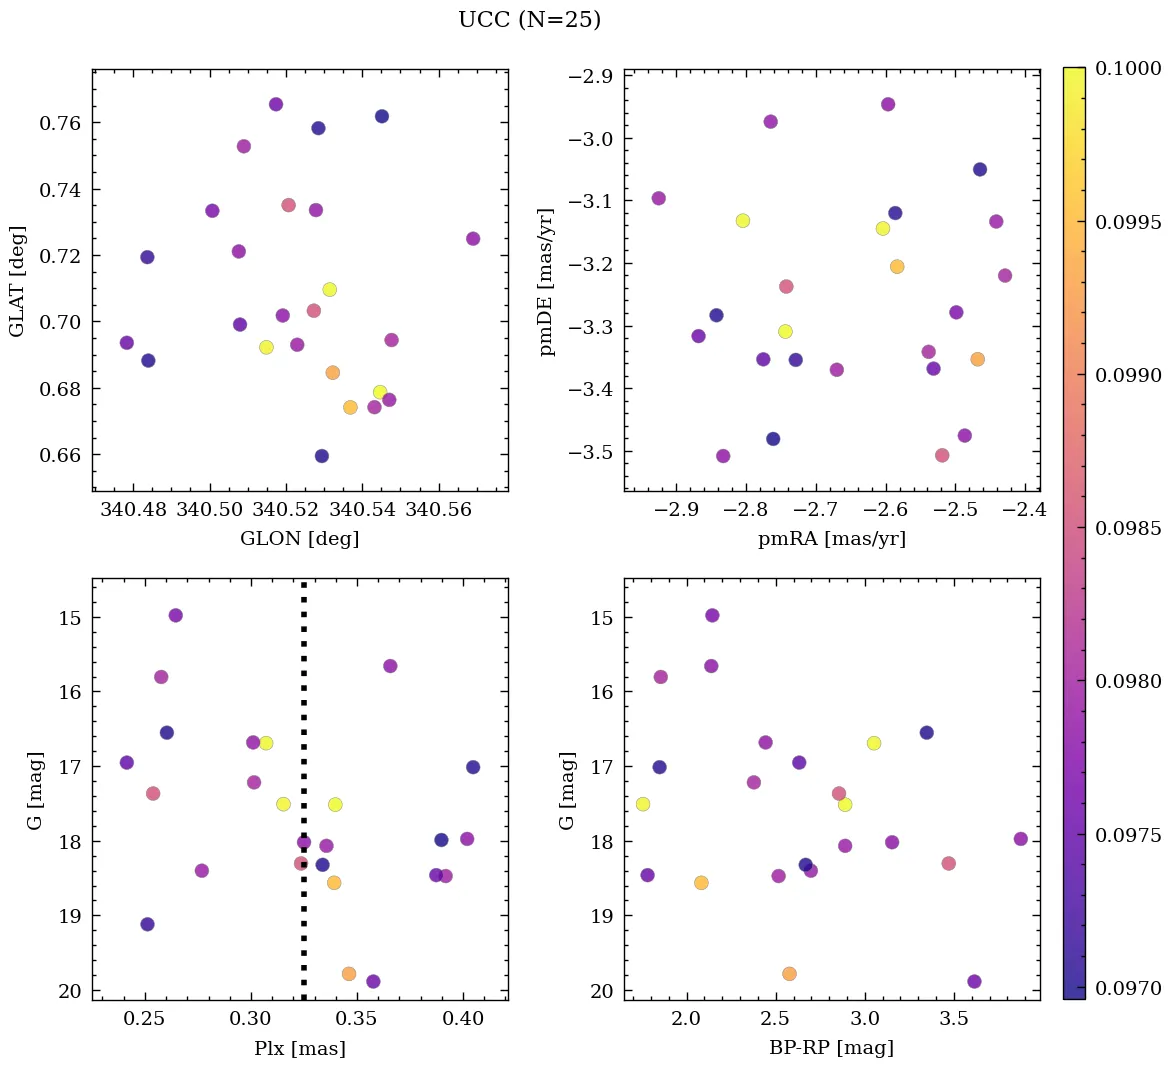 UCC (N=25)
0.76
0.74
0.72
0.70
0.68
0.66
GLAT [deg]
340.48 340.50 340.52 340.54 340.56
GLON [deg]
−2.9
−3.0
−3.1
−3.2
−3.3
−3.4
−3.5
pmDE [mas/yr]
−2.9 −2.8 −2.7 −2.6 −2.5 −2.4
pmRA [mas/yr]
15
16
17
18
19
20
G [mag]
0.25 0.30 0.35 0.40
Plx [mas]
15
16
17
18
19
20
G [mag]
2.0 2.5 3.0 3.5
BP-RP [mag]
0.1000
0.0995
0.0990
0.0985
0.0980
0.0975
0.0970